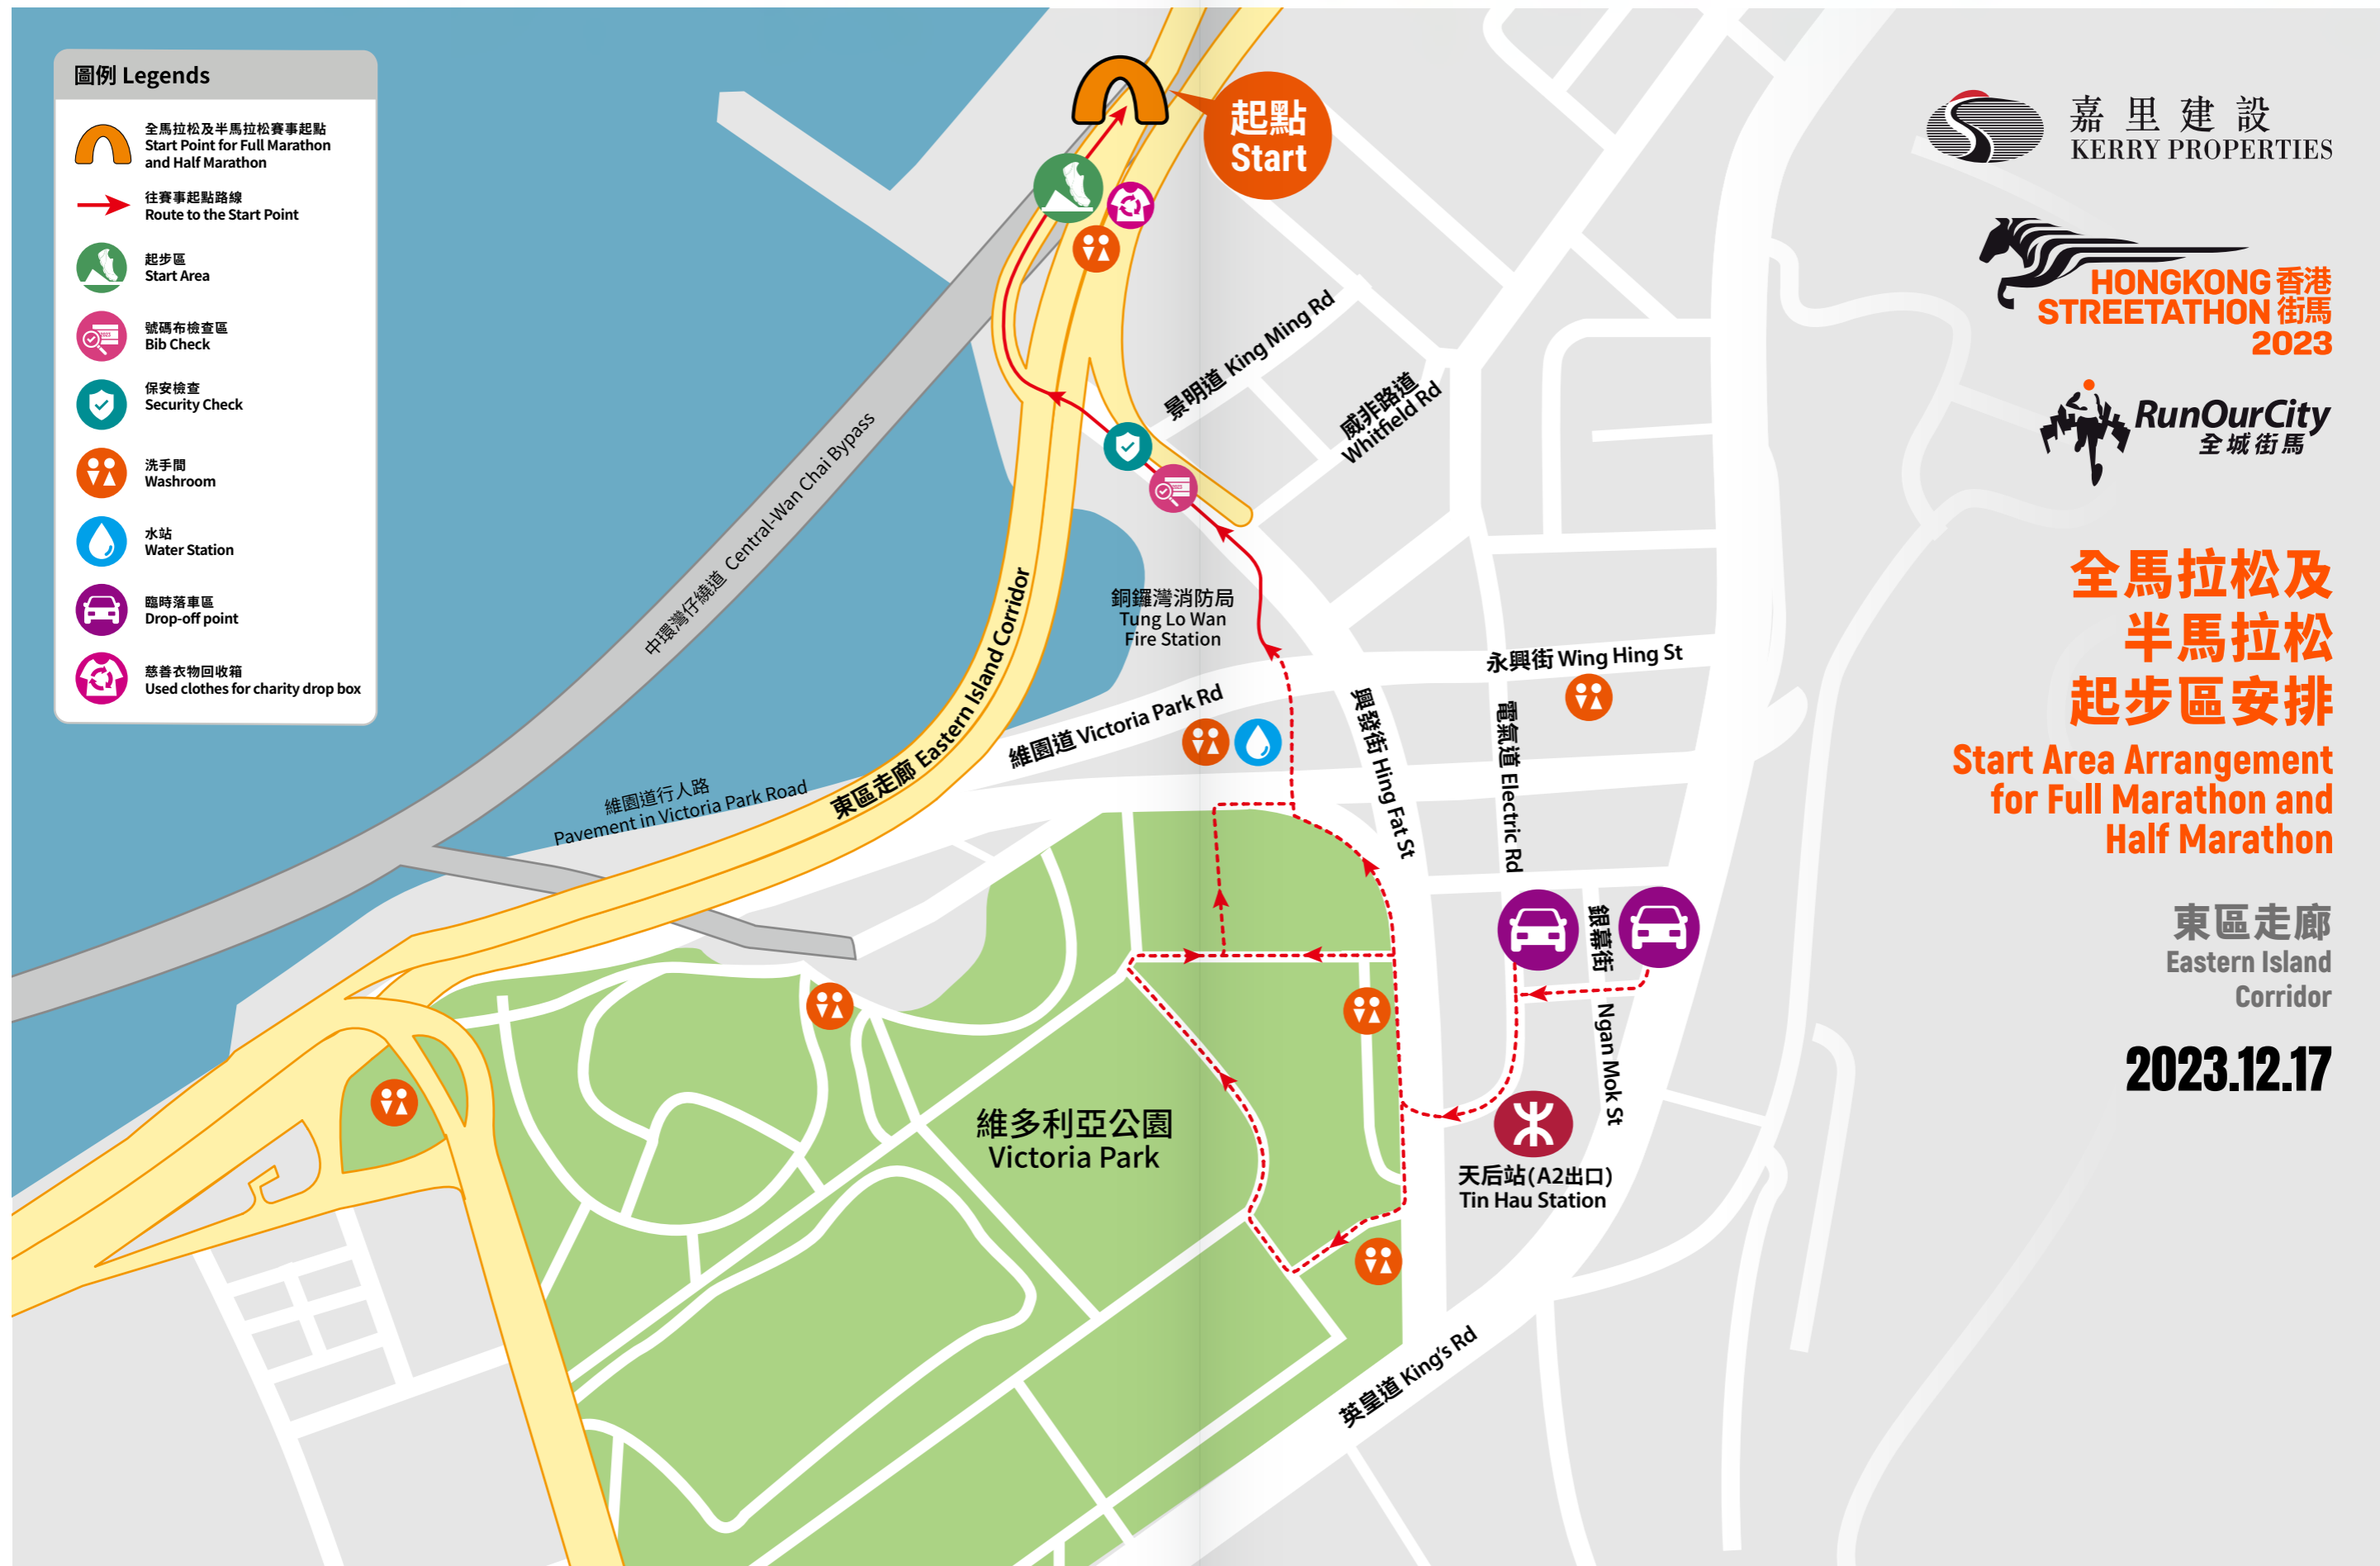 圖例 Legends
全馬拉松及半馬拉松賽事起點
Start Point for Full Marathon
and Half Marathon
往賽事起點路線
Route to the Start Point
起步區
Start Area
號碼布檢查區
Bib Check
保安檢查
Security Check
洗手間
Washroom
水站
Water Station
臨時落車區
Drop-off point
慈善衣物回收箱
Used clothes for charity drop box
起點
Start
景明道 King Ming Rd
威非路道
Whitfield Rd
中環灣仔繞道 Central-Wan Chai Bypass
東區走廊 Eastern Island Corridor
銅鑼灣消防局
Tung Lo Wan
Fire Station
永興街 Wing Hing St
維園道 Victoria Park Rd
興發街 Hing Fat St
電氣道 Electric Rd
維園道行人路
Pavement in Victoria Park Road
銀幕街 Ngan Mok St
維多利亞公園
Victoria Park
天后站(A2出口)
Tin Hau Station
英皇道 King's Rd
嘉里建設
KERRY PROPERTIES
HONGKONG 香港
STREETATHON 街馬
2023
RunOurCity
全城街馬
全馬拉松及
半馬拉松
起步區安排
Start Area Arrangement
for Full Marathon and
Half Marathon
東區走廊
Eastern Island
Corridor
2023.12.17